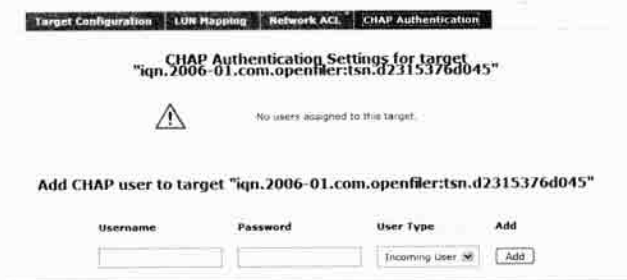 Target Configuration LUN Mapping Network ACL CHAP Authentication
CHAP Authentication Settings for target
"iqn.2006-01.com.openfiler:tsn.d2315376d045"
No users assigned to this target.
Add CHAP user to target "iqn.2006-01.com.openfiler:tsn.d2315376d045"
Username Password User Type Add
Incoming User Add